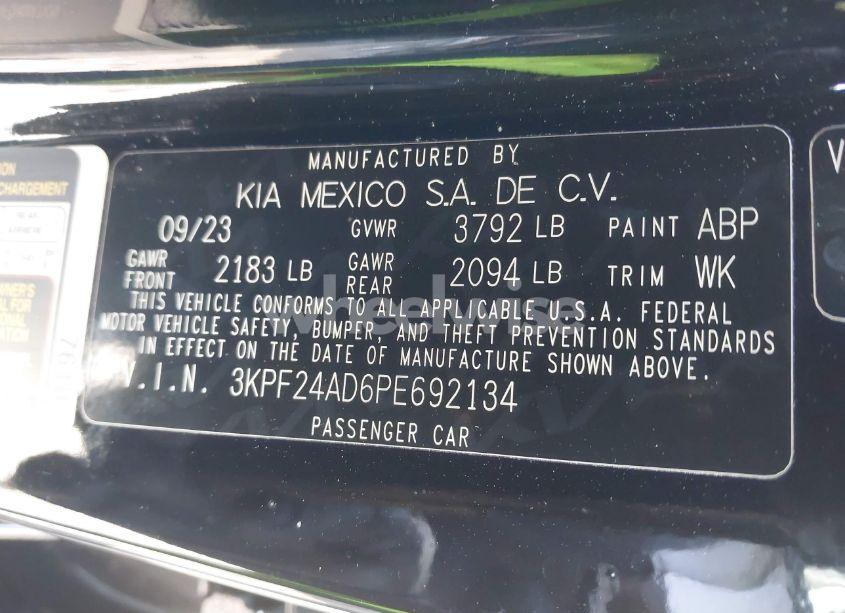 MANUFACTURED BY
KIA MEXICO S.A. DE C.V.
09/23 GVWR 3792 LB PAINT ABP
GAWR FRONT 2183 LB GAWR REAR 2094 LB TRIM WK
THIS VEHICLE CONFORMS TO ALL APPLICABLE U.S.A. FEDERAL
MOTOR VEHICLE SAFETY, BUMPER, AND THEFT PREVENTION STANDARDS
IN EFFECT ON THE DATE OF MANUFACTURE SHOWN ABOVE.
V.I.N. 3KPF24AD6PE692134
PASSENGER CAR
wheelwise